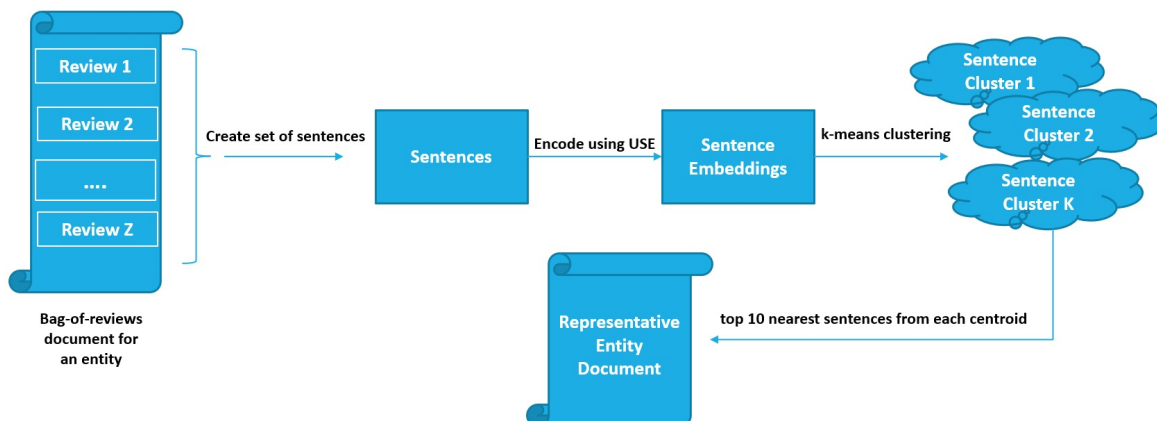 Review 1
Review 2
....
Review Z
Bag-of-reviews
document for
an entity
Create set of sentences
Sentences
Encode using USE
Sentence
Embeddings
k-means clustering
Sentence
Cluster 1
Sentence
Cluster 2
Sentence
Cluster K
top 10 nearest sentences from each centroid
Representative
Entity
Document